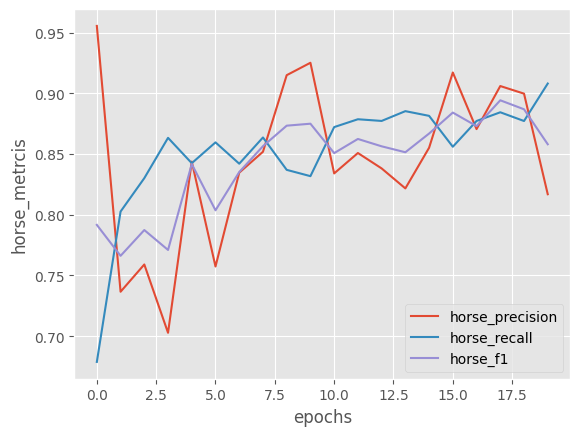 0.95
0.90
0.85
0.80
0.75
0.70
horse_metrcis
0.0 2.5 5.0 7.5 10.0 12.5 15.0 17.5
epochs
horse_precision
horse_recall
horse_f1